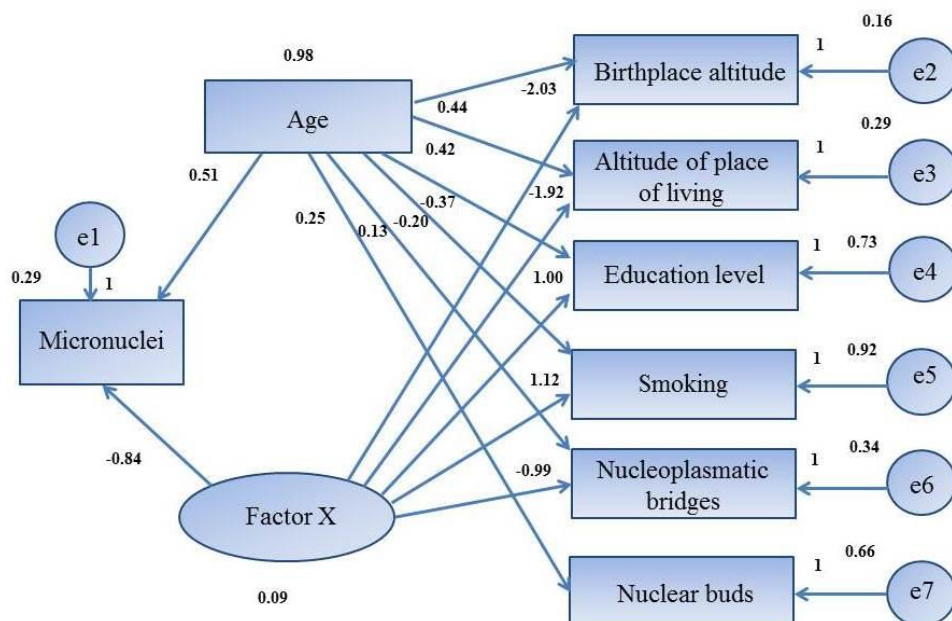 0.16
0.98
1
Birthplace altitude
e2
-2.03
0.44
Age
0.29
0.42
1
Altitude of place
of living
e3
0.51
-1.92
-0.37
0.25
0.13
-0.20
e1
1
0.73
0.29
1
1.00
Education level
e4
Micronuclei
0.92
1
1.12
Smoking
e5
0.34
-0.84
-0.99
1
Nucleoplasmatic
bridges
e6
Factor X
0.66
1
0.09
Nuclear buds
e7